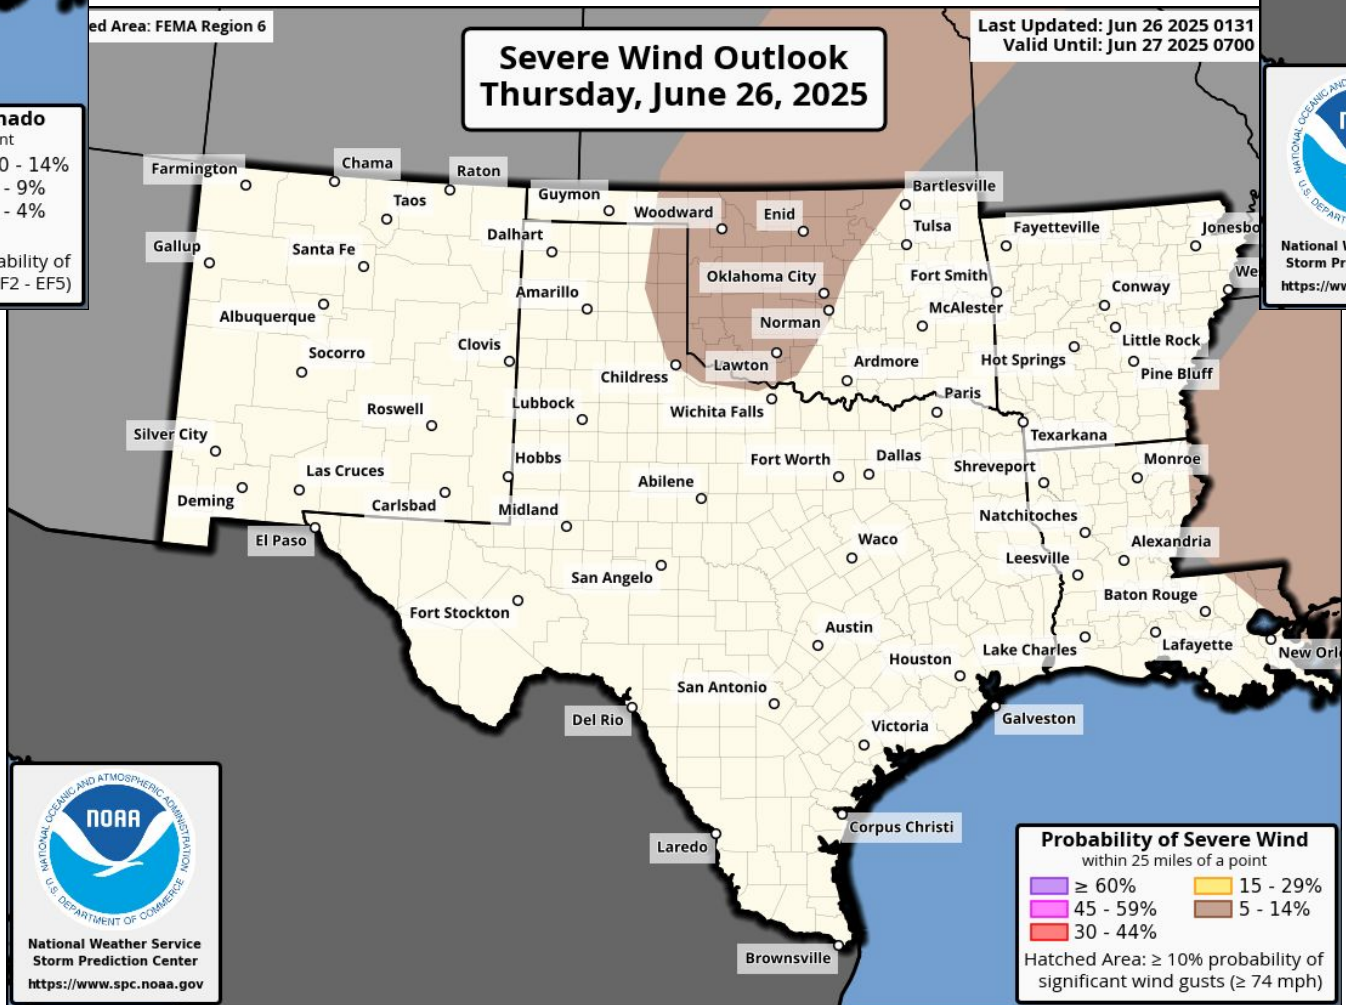 ed Area: FEMA Region 6
Severe Wind Outlook
Thursday, June 26, 2025
Last Updated: Jun 26 2025 0131
Valid Until: Jun 27 2025 0700
nado
nt
0 - 14%
- 9%
- 4%
ability of
F2 - EF5)
NATIONAL OCEANIC AN
U.S. DEPART
National W
Storm Pr
https://ww
Farmington
Chama
Raton
Guymon
Bartlesville
Taos
Woodward
Enid
Tulsa
Fayetteville
Jonesbo
Gallup
Santa Fe
Dalhart
Oklahoma City
Fort Smith
We
Amarillo
Conway
Albuquerque
Norman
McAlester
Socorro
Clovis
Little Rock
Childress
Lawton
Ardmore
Hot Springs
Pine Bluff
Roswell
Lubbock
Wichita Falls
Paris
Silver City
Texarkana
Las Cruces
Hobbs
Fort Worth
Dallas
Shreveport
Monroe
Deming
Carlsbad
Midland
Abilene
Natchitoches
El Paso
Waco
Alexandria
San Angelo
Leesville
Fort Stockton
Baton Rouge
Austin
Lafayette
New Orle
Houston
Lake Charles
San Antonio
Del Rio
Victoria
Galveston
Laredo
Corpus Christi
Brownsville
NATIONAL OCEANIC AND ATMOSPHERIC ADMINISTRATION
NOAA
U.S. DEPARTMENT OF COMMERCE
National Weather Service
Storm Prediction Center
https://www.spc.noaa.gov
Probability of Severe Wind
within 25 miles of a point
≥ 60%
15 - 29%
45 - 59%
5 - 14%
30 - 44%
Hatched Area: ≥ 10% probability of
significant wind gusts (≥ 74 mph)